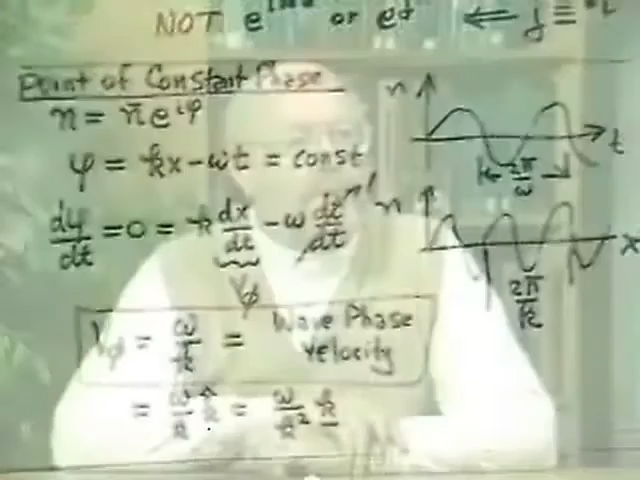 NOT e or e ⇐ j ≡ -i
Point of Constant Phase
n = n̄ e^{iφ}
φ = kx - ωt = const
dφ/dt = 0 = k dx/dt - ω dt/dt 1
V_φ
V_φ = ω/k = Wave Phase Velocity
= ω/k k̂ = ω/k² k
n
t
2π/ω
n
x
2π/k